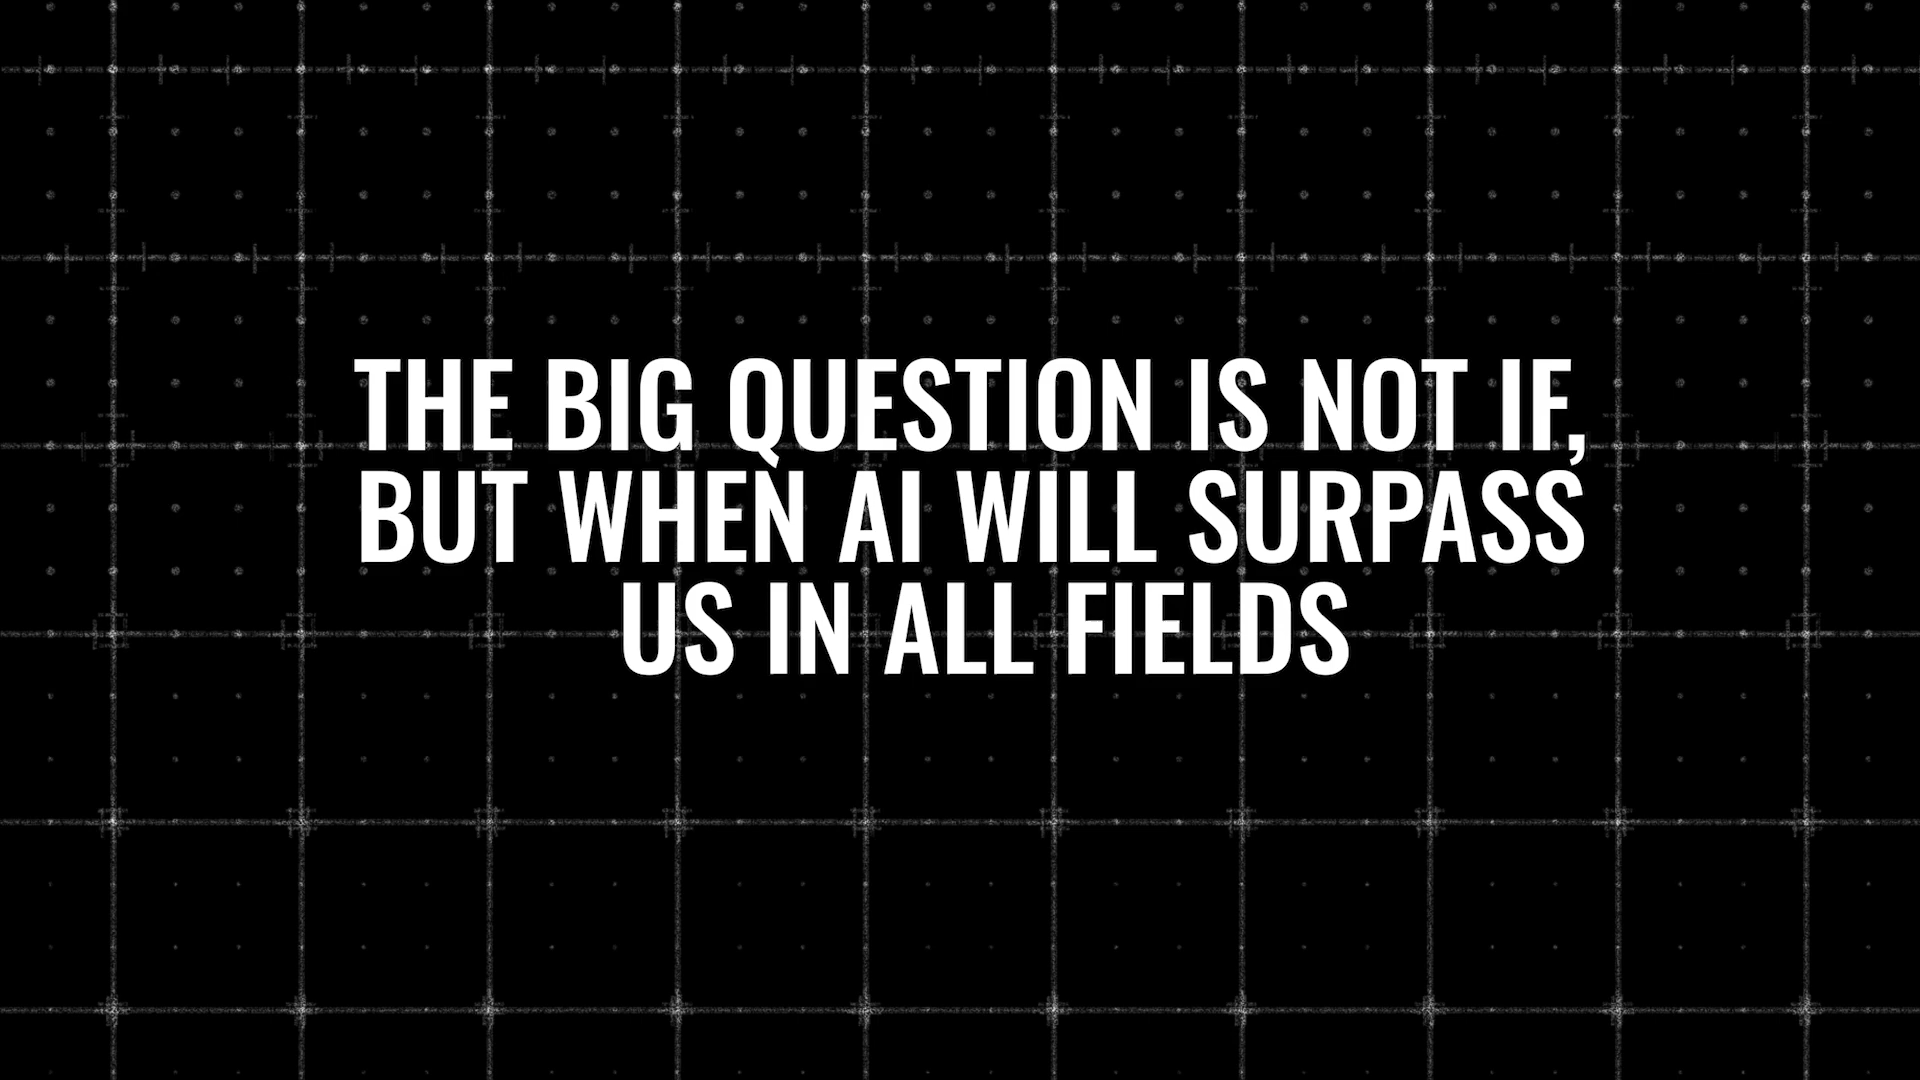 THE BIG QUESTION IS NOT IF,
BUT WHEN AI WILL SURPASS
US IN ALL FIELDS